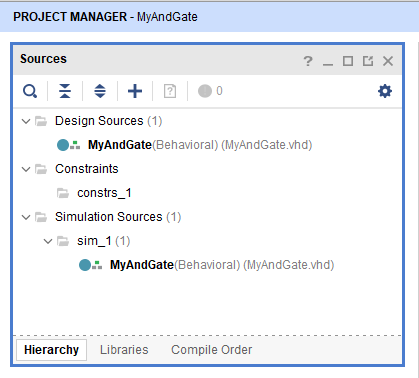 PROJECT MANAGER - MyAndGate
Sources
? _
0
Design Sources (1)
MyAndGate(Behavioral) (MyAndGate.vhd)
Constraints
constrs_1
Simulation Sources (1)
sim_1 (1)
MyAndGate(Behavioral) (MyAndGate.vhd)
Hierarchy Libraries Compile Order